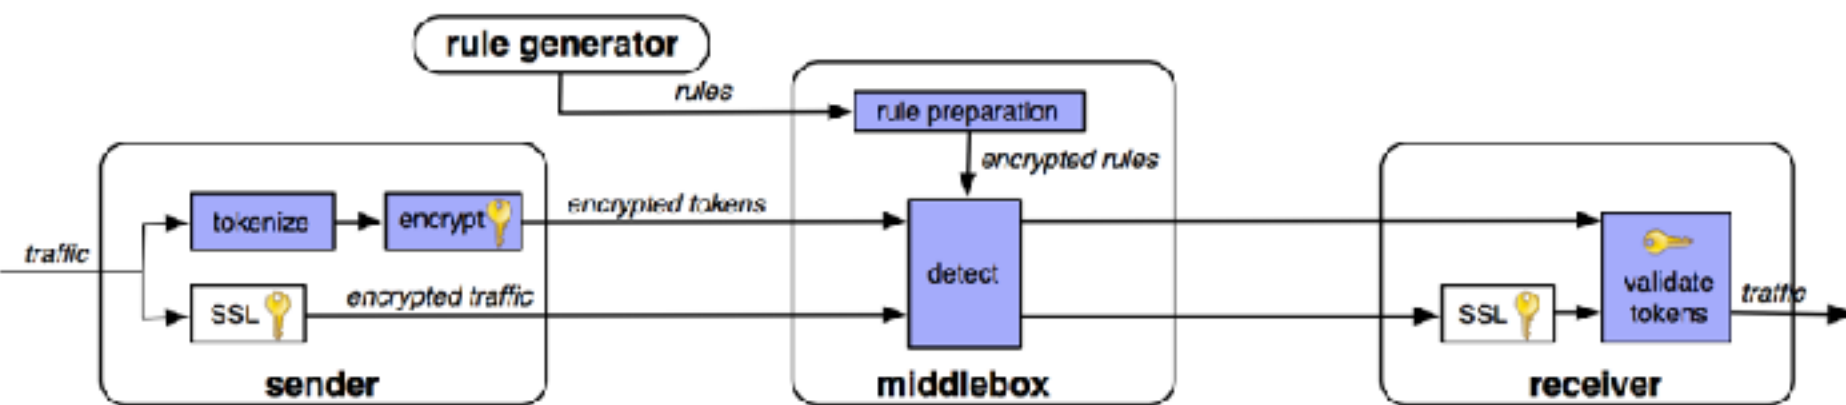 rule generator
rules
rule preparation
encrypted rules
tokenize
encrypt
encrypted tokens
traffic
SSL
encrypted traffic
detect
SSL
validate
tokens
traffic
sender
middlebox
receiver